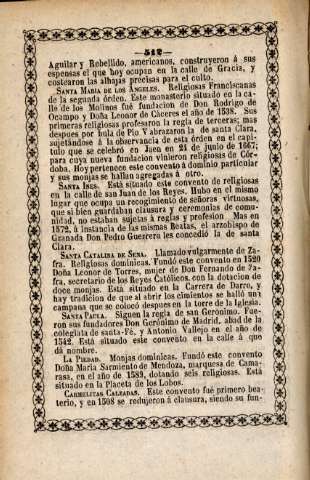 —512—
Aguilar y Rebellido, americanos, construyeron á sus
espensas el que hoy ocupan en la calle de Gracia, y
costearon las alhajas precisas para el culto.
SANTA MARIA DE LOS ÁNGELES. Religiosas Franciscanas
de la segunda órden. Este monasterio situado en la ca-
lle de los Molinos fué fundacion de Don Rodrigo de
Ocampo y Doña Leonor de Cáceres el año de 1538. Sus
primeras religiosas profesaron la regla de terceras; mas
despues por bula de Pio V abrazaron la de santa Clara,
sujetándose á la observancia de esta órden en el capí-
tulo que se celebró en Jaen en 21 de junio de 1667;
para cuya nueva fundacion vinieron religiosas de Cór-
doba. Hoy pertenece este convento á dominio particular
y sus monjas se hallan agregadas á otro.
SANTA INES. Está situado este convento de religiosas
en la calle de san Juan de los Reyes. Hubo en el mismo
lugar que ocupa un recogimiento de señoras virtuosas,
que si bien guardaban clausura y ceremonias de comu-
nidad, no estaban sujetas á reglas y profesion Mas en
1572, á instancia de las mismas Beatas, el arzobispo de
Granada Don Pedro Guerrero les concedió la de santa
Clara.
SANTA CATALINA DE SENA. Llamado vulgarmente de Za-
fra. Religiosas dominicas. Fundó este convento en 1520
Doña Leonor de Torres, mujer de Don Fernando de Za-
fra, secretario de los Reyes Católicos, con la dotacion de
doce monjas. Está situado en la Carrera de Darro, y
hay tradicion de que al abrir los cimientos se halló una
campana que se colocó despues en la torre de la Iglesia.
SANTA PAULA. Siguen la regla de san Gerónimo. Fue-
ron sus fundadores Don Gerónimo de Madrid, abad de la
colegiata de santa-Fé, y Antonio Vallejo en el año de
1542. Está situado este convento en la calle á que
dá nombre.
LA PIEDAD. Monjas dominicas. Fundó este convento
Doña Maria Sarmiento de Mendoza, marquesa de Cama-
rasa, en el año de 1589, dotando seis religiosas. Está
situado en la Placeta de los Lobos.
CARMELITAS CALZADAS. Este convento fué primero bea-
terio, y en 1508 se redujeron á clausura, siendo su fun-